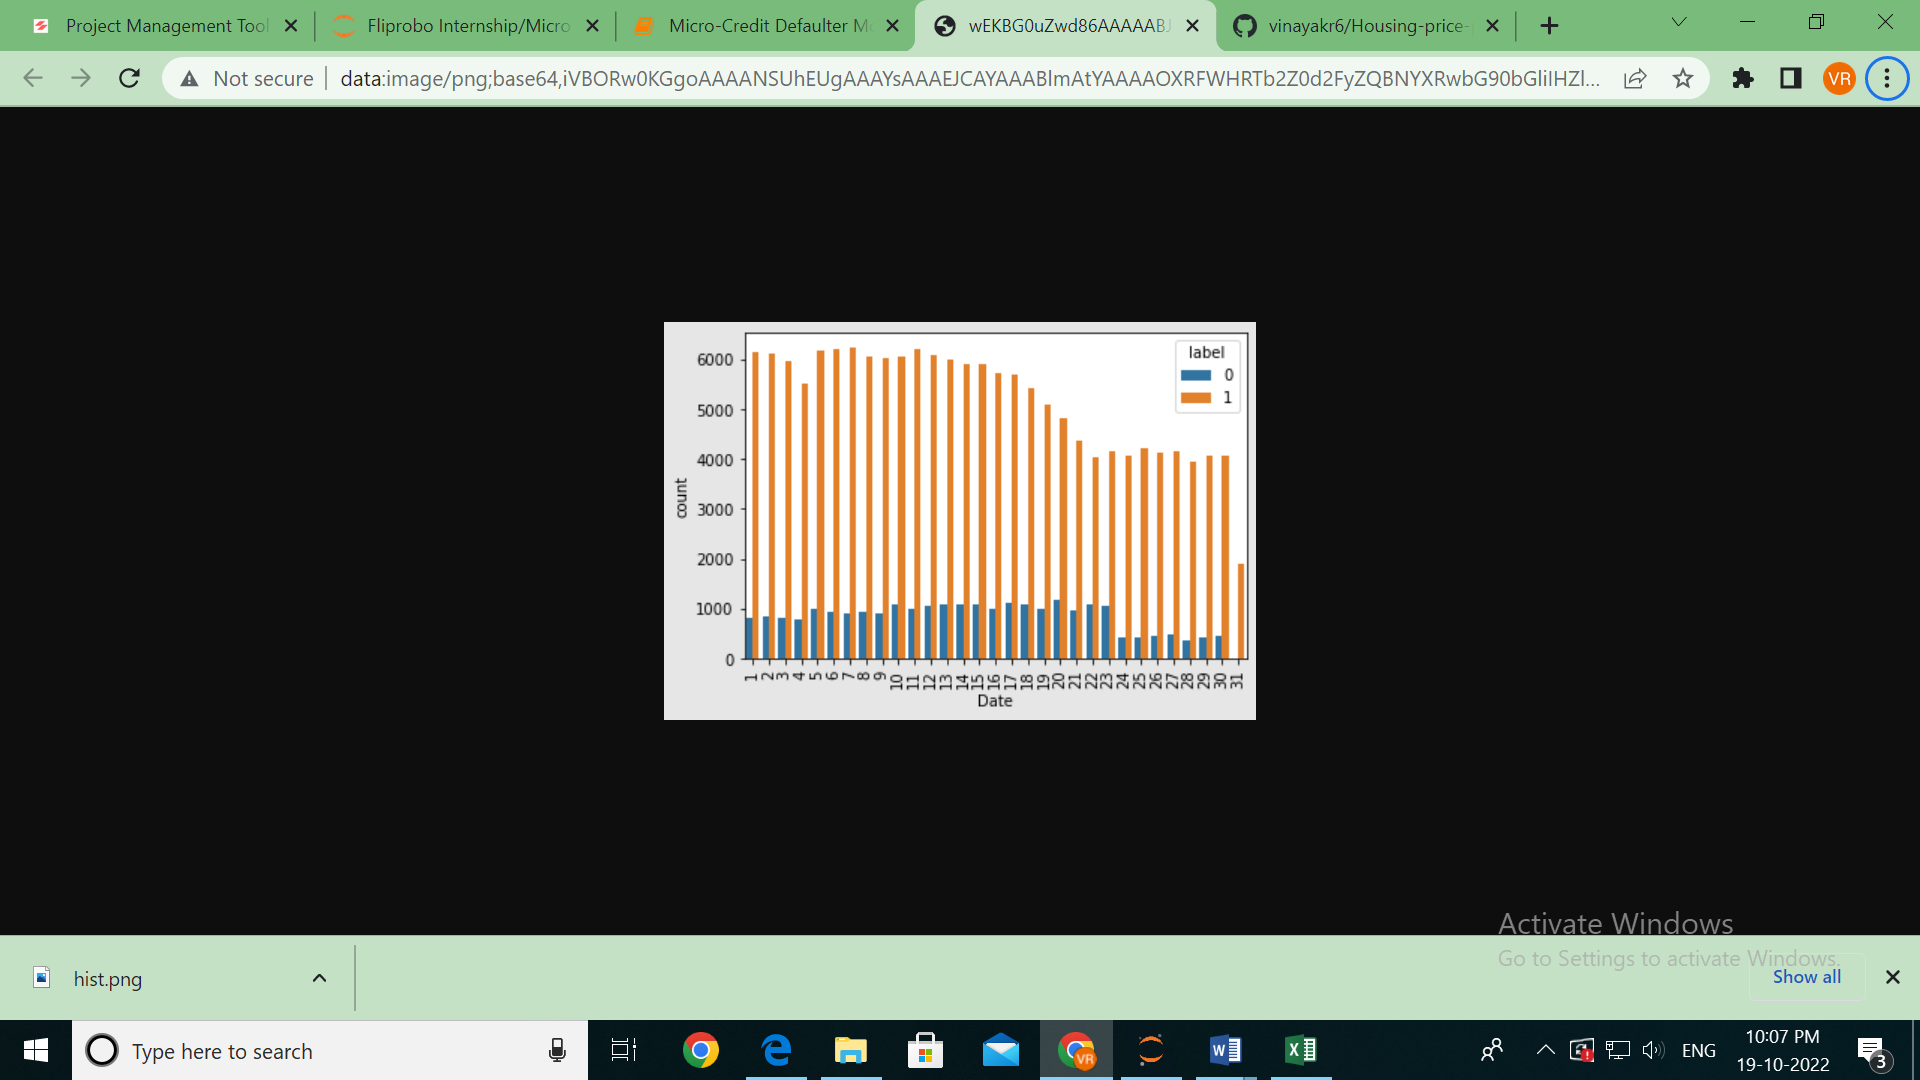 Project Management Tool
Fliprobo Internship/Micro
Micro-Credit Defaulter Mo
wEKBG0uZwd86AAAAABJ
vinayakr6/Housing-price-
Not secure
data:image/png;base64,iVBORw0KGgoAAAANSUhEUgAAAYsAAAEJCAYAAABlmAtYAAAAOXRFWHRTb2Z0d2FyZQBNYXRwbG90bGliIHZl...
VR
label
0
1
6000
5000
4000
3000
2000
1000
0
count
1 2 3 4 5 6 7 8 9 10 11 12 13 14 15 16 17 18 19 20 21 22 23 24 25 26 27 28 29 30 31
Date
Activate Windows
Go to Settings to activate Windows.
hist.png
Show all
Type here to search
VR
ENG
10:07 PM
19-10-2022
3